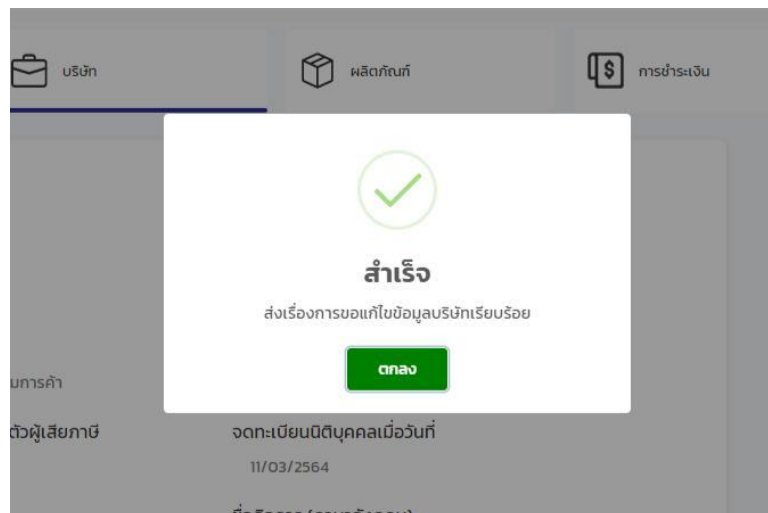 บริษัท
ผลิตภัณฑ์
การชำระเงิน
สำเร็จ
ส่งเรื่องการขอแก้ไขข้อมูลบริษัทเรียบร้อย
ตกลง
มการค้า
ตัวผู้เสียภาษี
จดทะเบียนนิติบุคคลเมื่อวันที่
11/03/2564